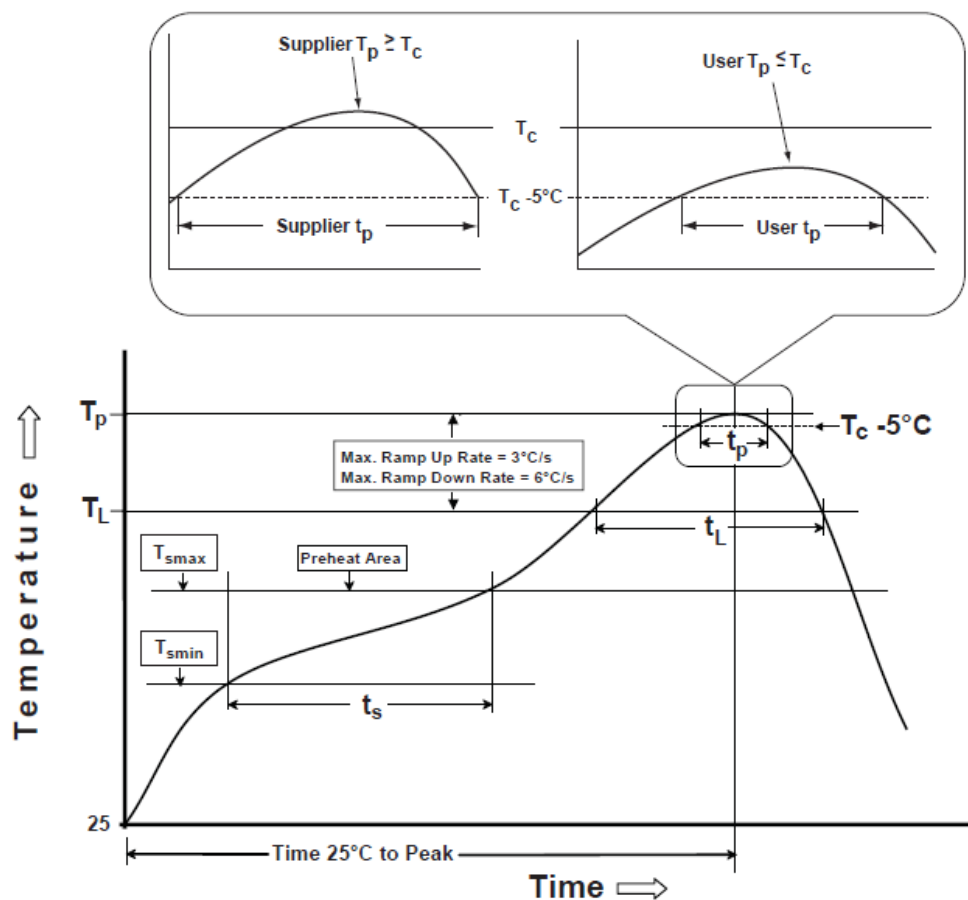 Supplier Tp ≥ Tc
User Tp ≤ Tc
Tc
Tc -5°C
Supplier tp
User tp
Tp
Tc -5°C
tp
Max. Ramp Up Rate = 3°C/s
Max. Ramp Down Rate = 6°C/s
TL
tL
Tsmax
Preheat Area
Tsmin
ts
Temperature
25
Time 25°C to Peak
Time